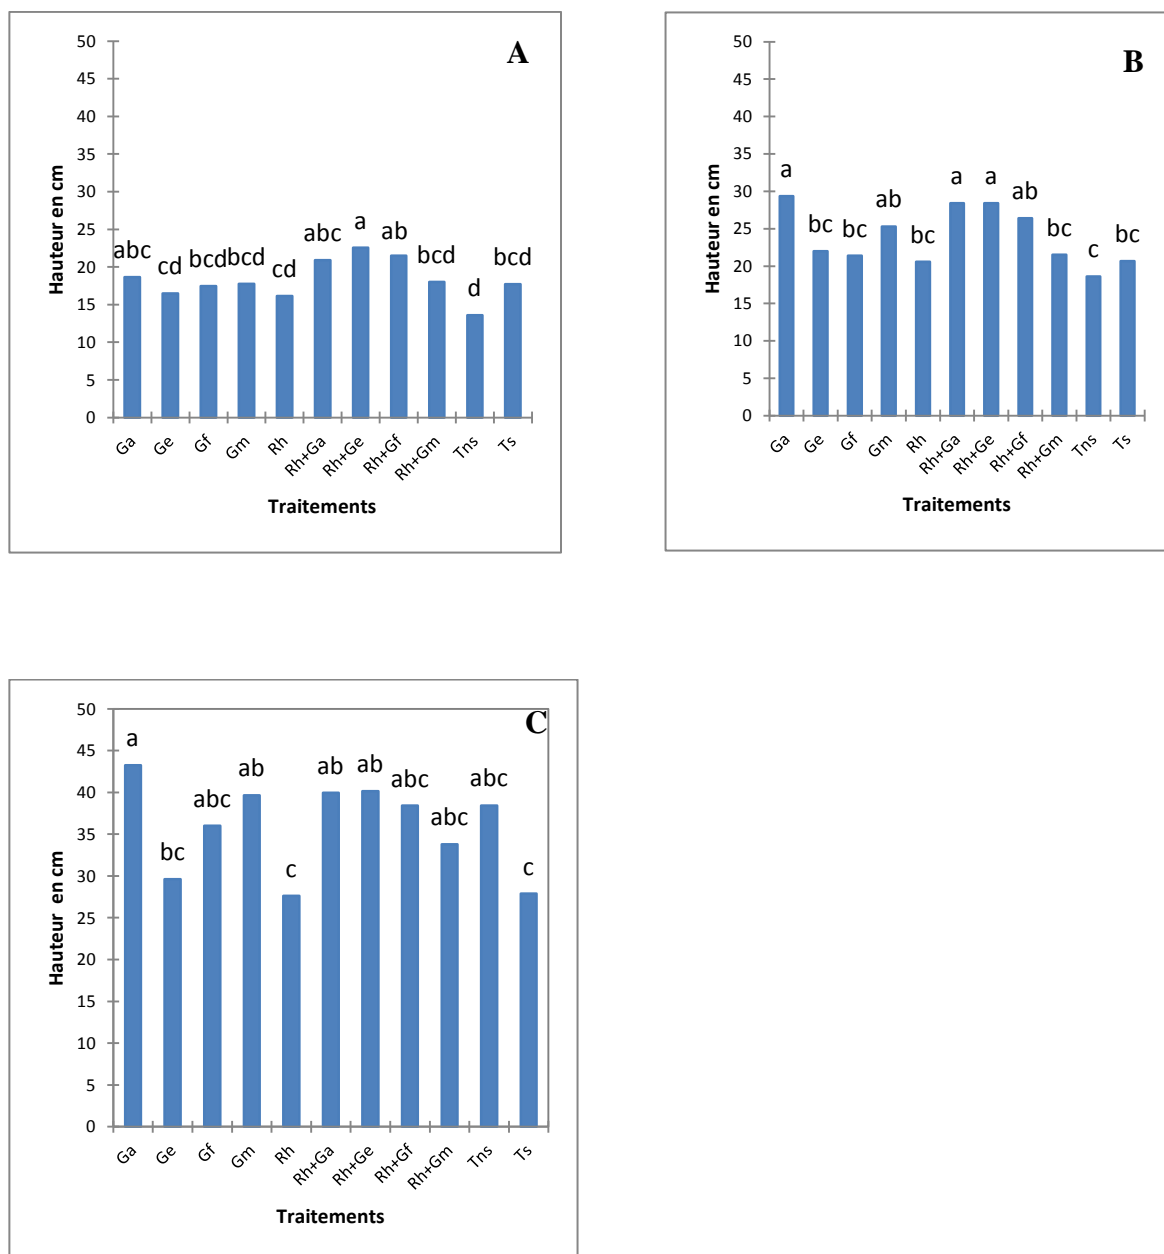 A
50
45
40
35
30
25
20
15
10
5
0
Hauteur en cm
abc cd bcd bcd cd abc a ab bcd d bcd
Ga Ge Gf Gm Rh Rh+Ga Rh+Ge Rh+Gf Rh+Gm Tns Ts
Traitements
B
50
45
40
35
30
25
20
15
10
5
0
Hauteur en cm
a bc bc ab bc a a ab bc c bc
Ga Ge Gf Gm Rh Rh+Ga Rh+Ge Rh+Gf Rh+Gm Tns Ts
Traitements
C
50
45
40
35
30
25
20
15
10
5
0
Hauteur en cm
a bc abc ab c ab ab abc abc abc c
Ga Ge Gf Gm Rh Rh+Ga Rh+Ge Rh+Gf Rh+Gm Tns Ts
Traitements